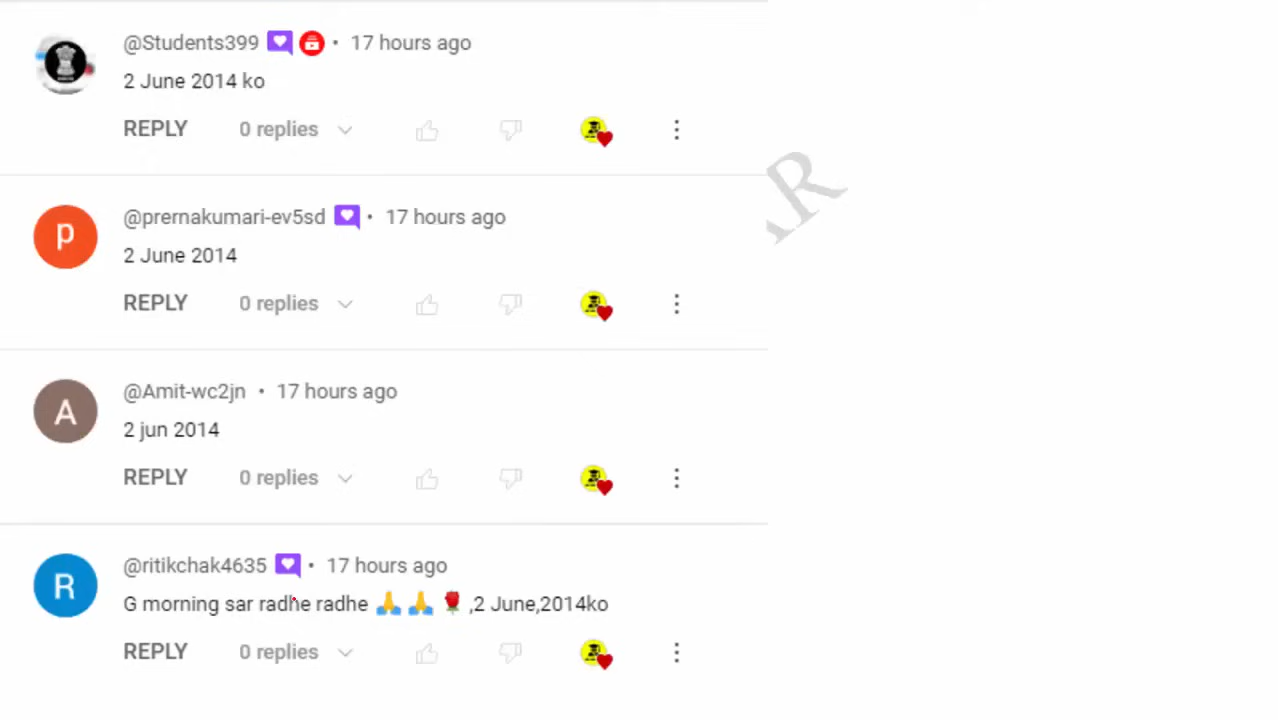 @Students399 • 17 hours ago
2 June 2014 ko
REPLY 0 replies
@prernakumari-ev5sd • 17 hours ago
2 June 2014
REPLY 0 replies
@Amit-wc2jn • 17 hours ago
2 jun 2014
REPLY 0 replies
@ritikchak4635 • 17 hours ago
G morning sar radhe radhe 🙏 🙏 🌹 ,2 June,2014ko
REPLY 0 replies